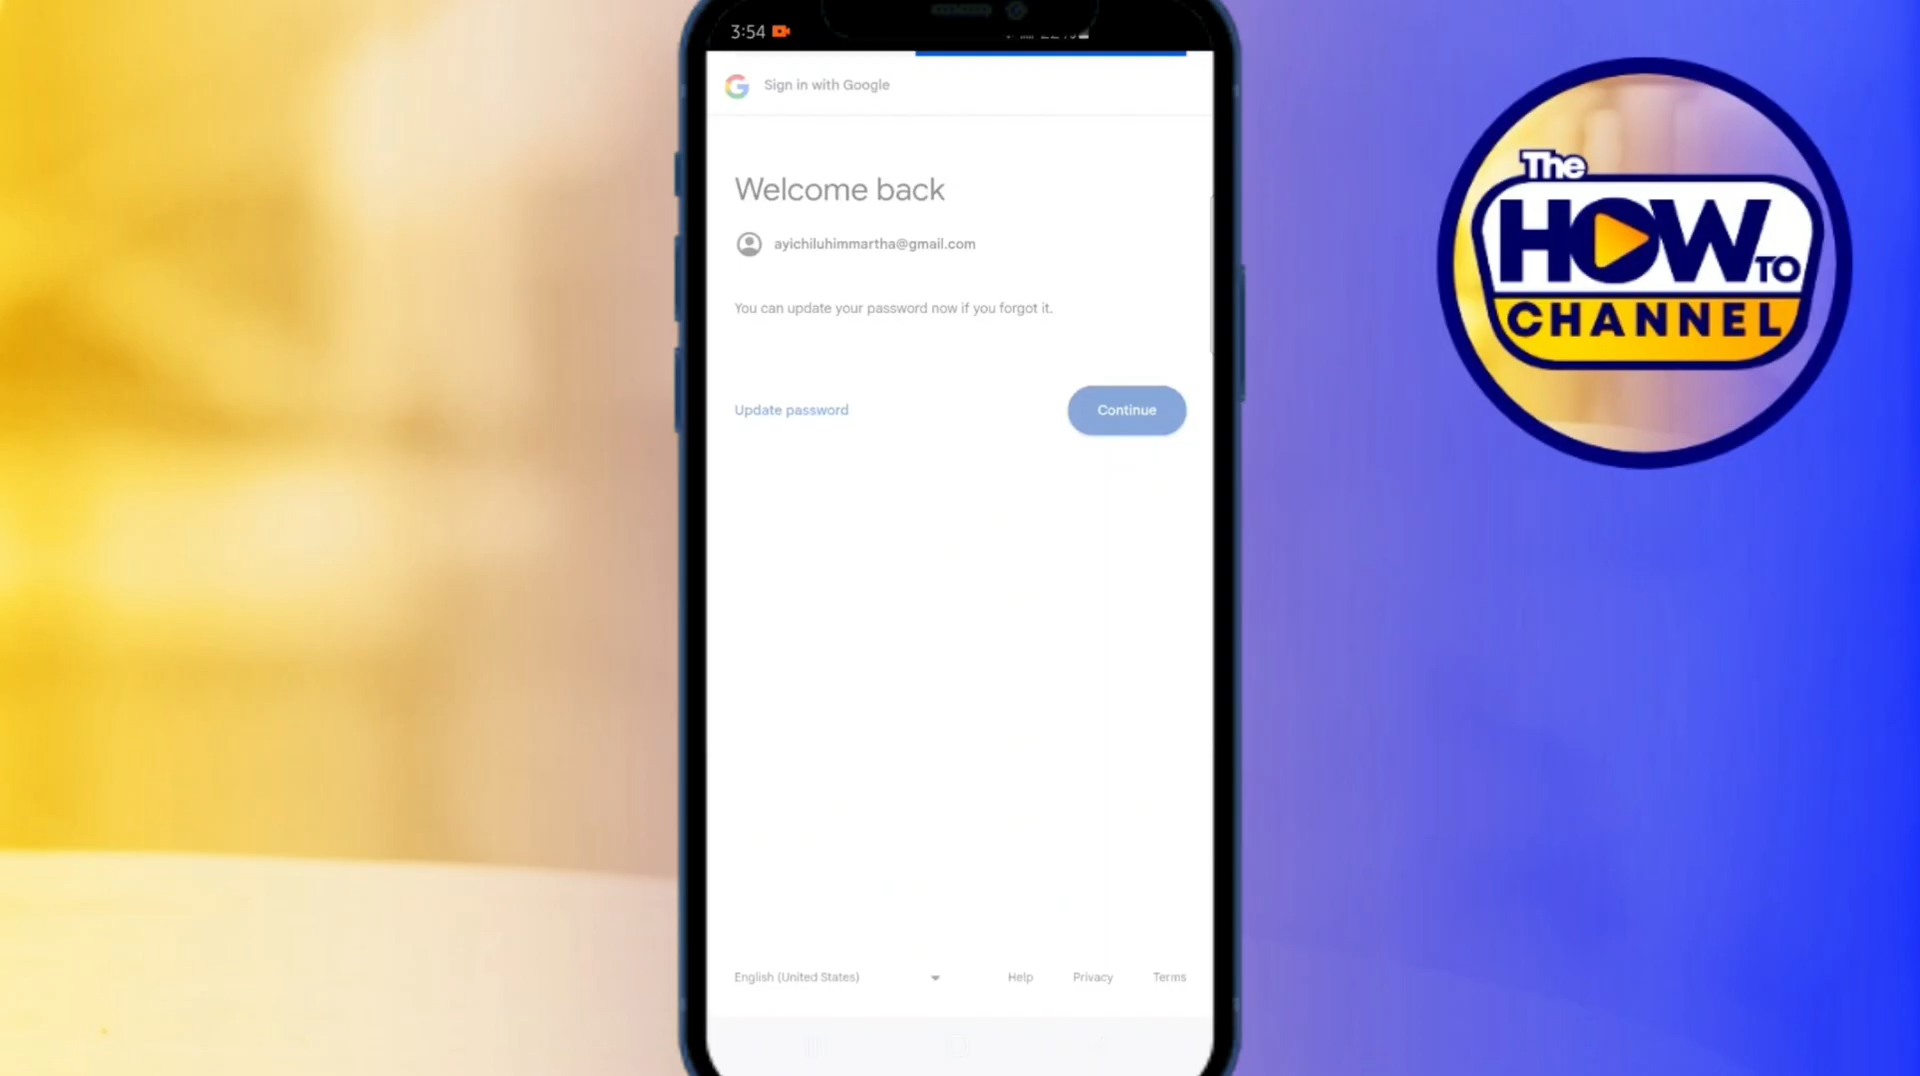 3:54
Sign in with Google
Welcome back
ayichiluhimmartha@gmail.com
You can update your password now if you forgot it.
Update password
Continue
English (United States)
Help
Privacy
Terms
The
HOW TO
CHANNEL